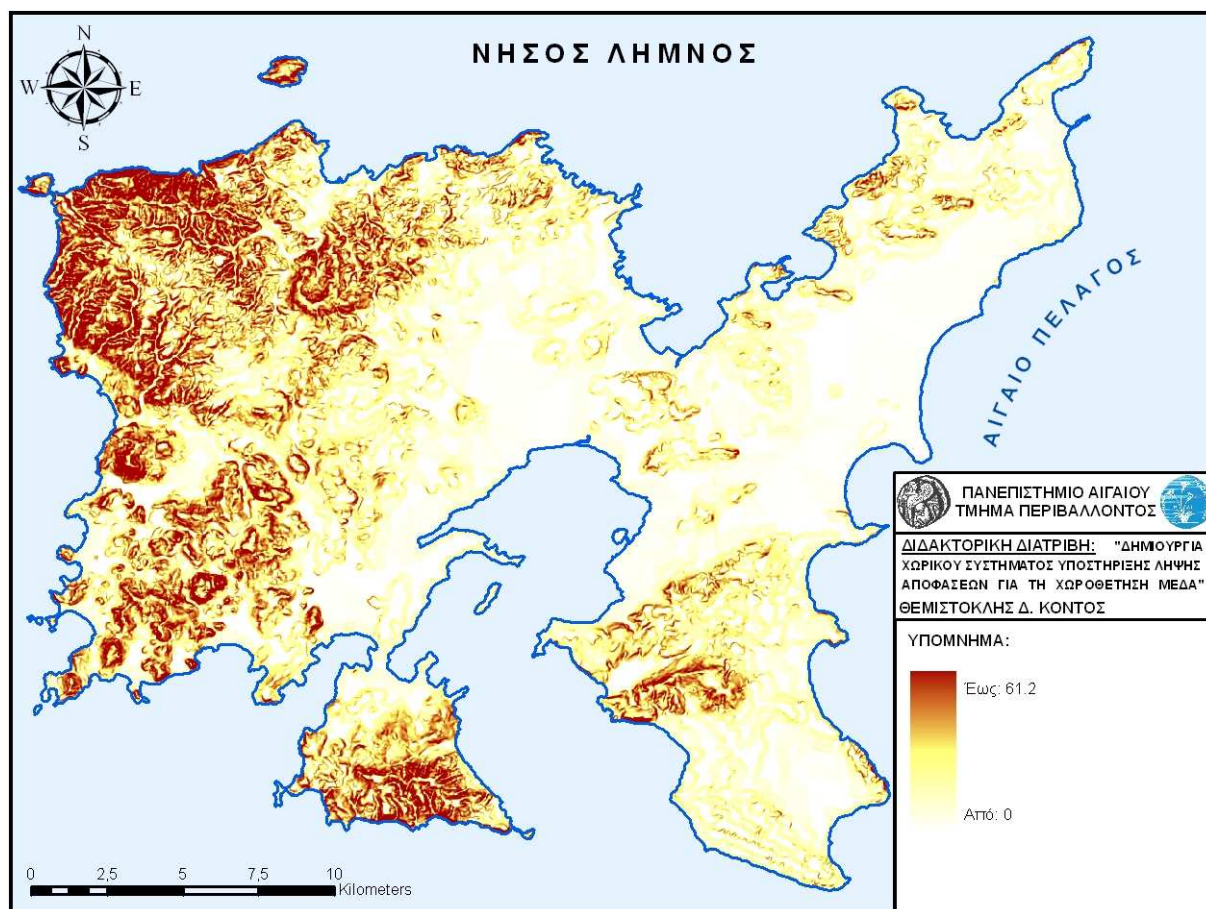 ΝΗΣΟΣ ΛΗΜΝΟΣ
N
W E
S
ΑΙΓΑΙΟ ΠΕΛΑΓΟΣ
ΠΑΝΕΠΙΣΤΗΜΙΟ ΑΙΓΑΙΟΥ
ΤΜΗΜΑ ΠΕΡΙΒΑΛΛΟΝΤΟΣ
ΔΙΔΑΚΤΟΡΙΚΗ ΔΙΑΤΡΙΒΗ: "ΔΗΜΙΟΥΡΓΙΑ
ΧΩΡΙΚΟΥ ΣΥΣΤΗΜΑΤΟΣ ΥΠΟΣΤΗΡΙΞΗΣ ΛΗΨΗΣ
ΑΠΟΦΑΣΕΩΝ ΓΙΑ ΤΗ ΧΩΡΟΘΕΤΗΣΗ ΜΕΔΑ"
ΘΕΜΙΣΤΟΚΛΗΣ Δ. ΚΟΝΤΟΣ
ΥΠΟΜΝΗΜΑ:
Έως: 61.2
Από: 0
0 2,5 5 7,5 10
Kilometers